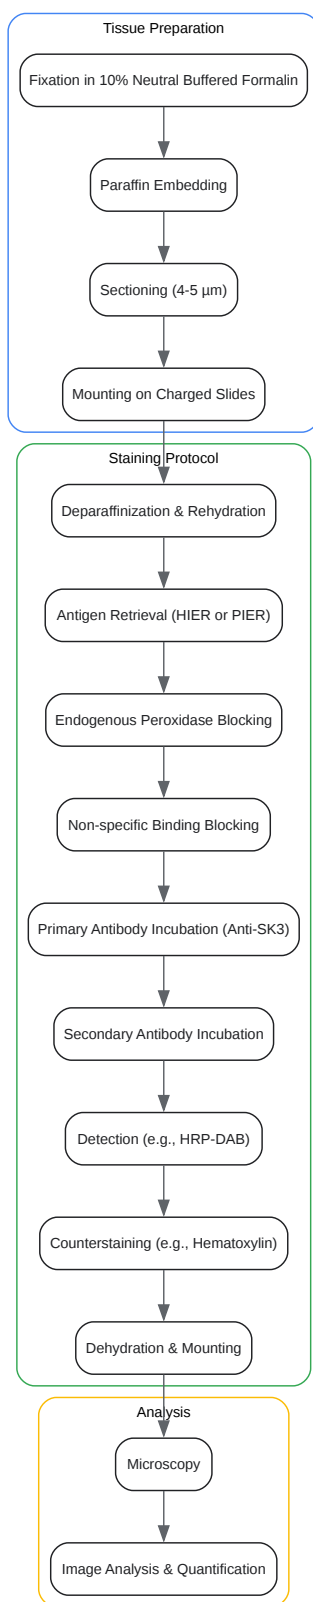 Tissue Preparation
Fixation in 10% Neutral Buffered Formalin
Paraffin Embedding
Sectioning (4-5 µm)
Mounting on Charged Slides
Staining Protocol
Deparaffinization & Rehydration
Antigen Retrieval (HIER or PIER)
Endogenous Peroxidase Blocking
Non-specific Binding Blocking
Primary Antibody Incubation (Anti-SK3)
Secondary Antibody Incubation
Detection (e.g., HRP-DAB)
Counterstaining (e.g., Hematoxylin)
Dehydration & Mounting
Analysis
Microscopy
Image Analysis & Quantification